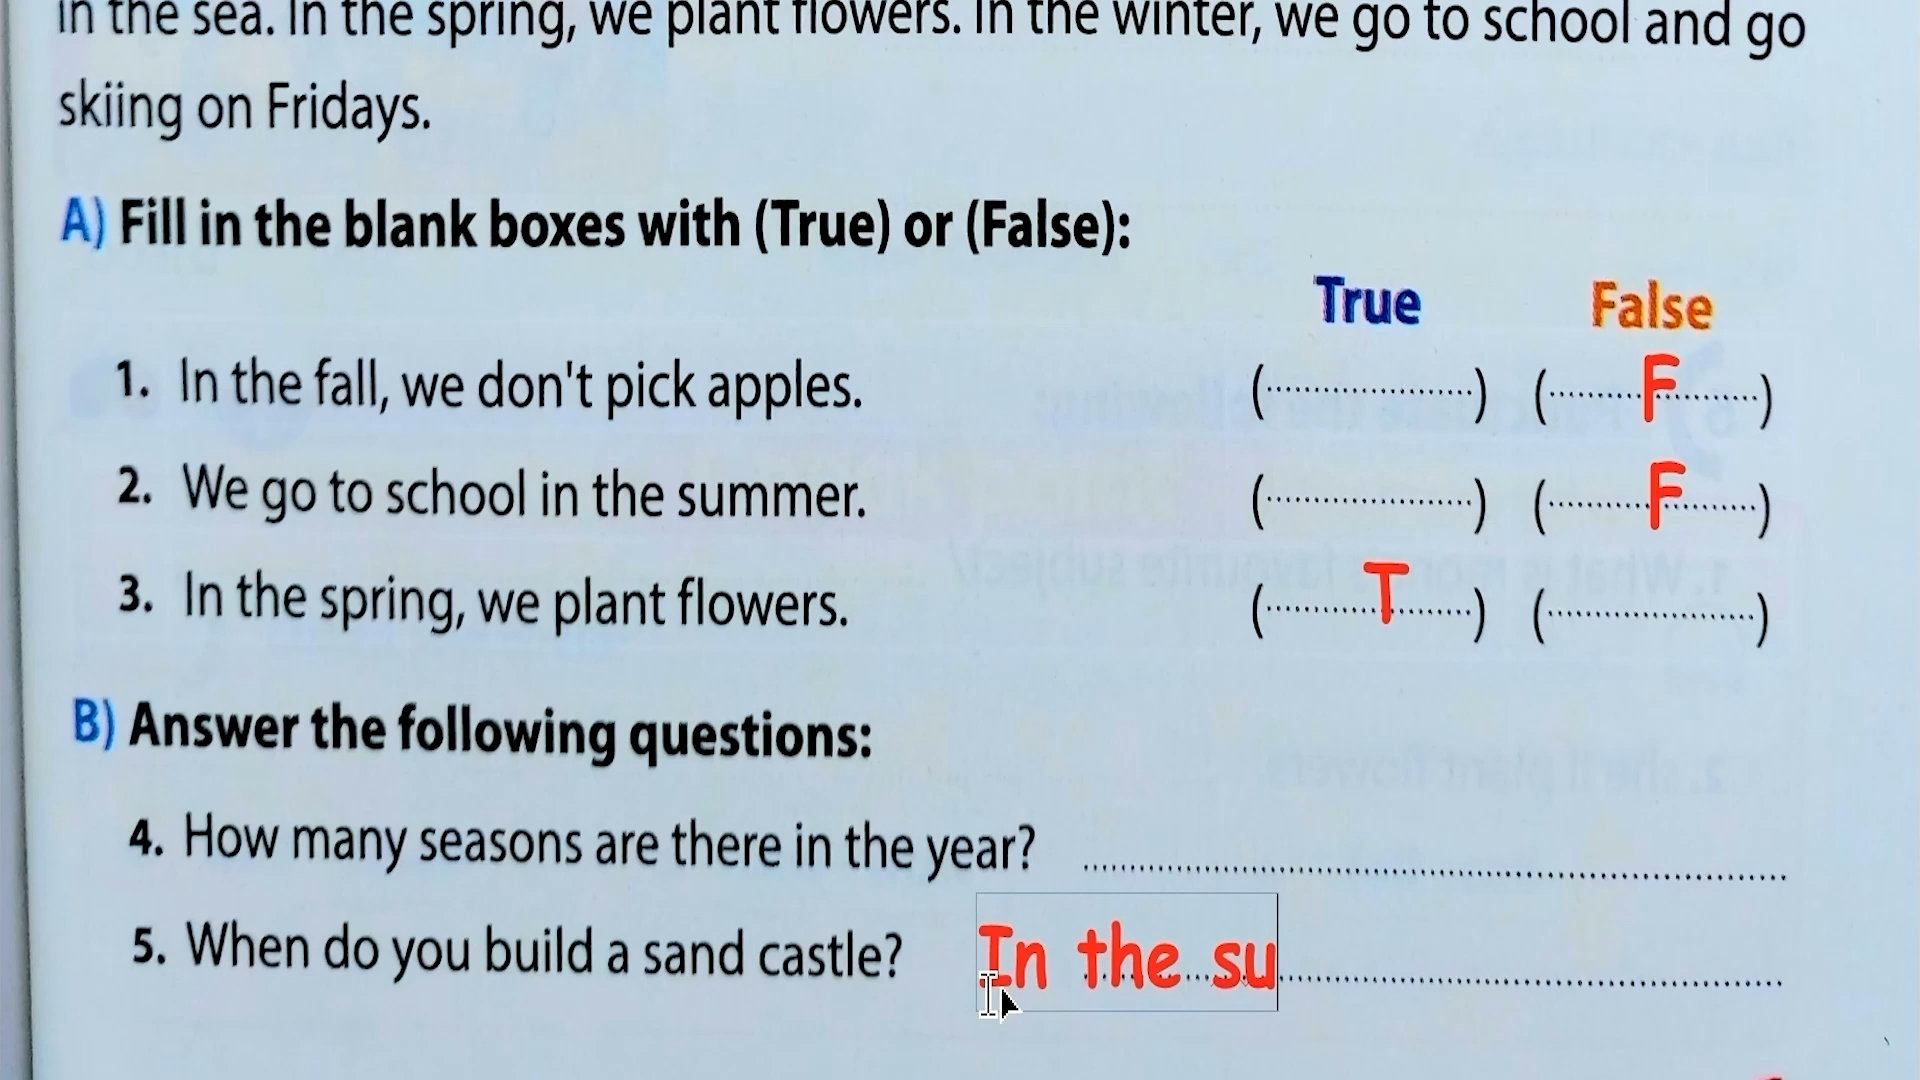 in the sea. In the spring, we plant flowers. In the winter, we go to school and go
skiing on Fridays.
A) Fill in the blank boxes with (True) or (False):
True False
1. In the fall, we don't pick apples. (....................) (.........F.........)
2. We go to school in the summer. (....................) (.........F.........)
3. In the spring, we plant flowers. (............T.......) (....................)
B) Answer the following questions:
4. How many seasons are there in the year? ....................
5. When do you build a sand castle? In the su....................